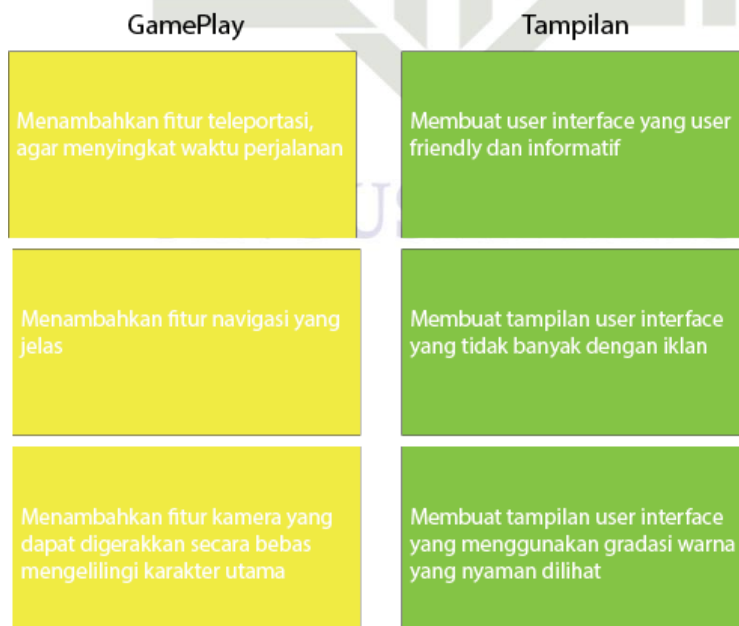 GamePlay
Menambahkan fitur teleportasi,
agar menyingkat waktu perjalanan
Menambahkan fitur navigasi yang
jelas
Menambahkan fitur kamera yang
dapat digerakkan secara bebas
mengelilingi karakter utama
Tampilan
Membuat user interface yang user
friendly dan informatif
Membuat tampilan user interface
yang tidak banyak dengan iklan
Membuat tampilan user interface
yang menggunakan gradasi warna
yang nyaman dilihat